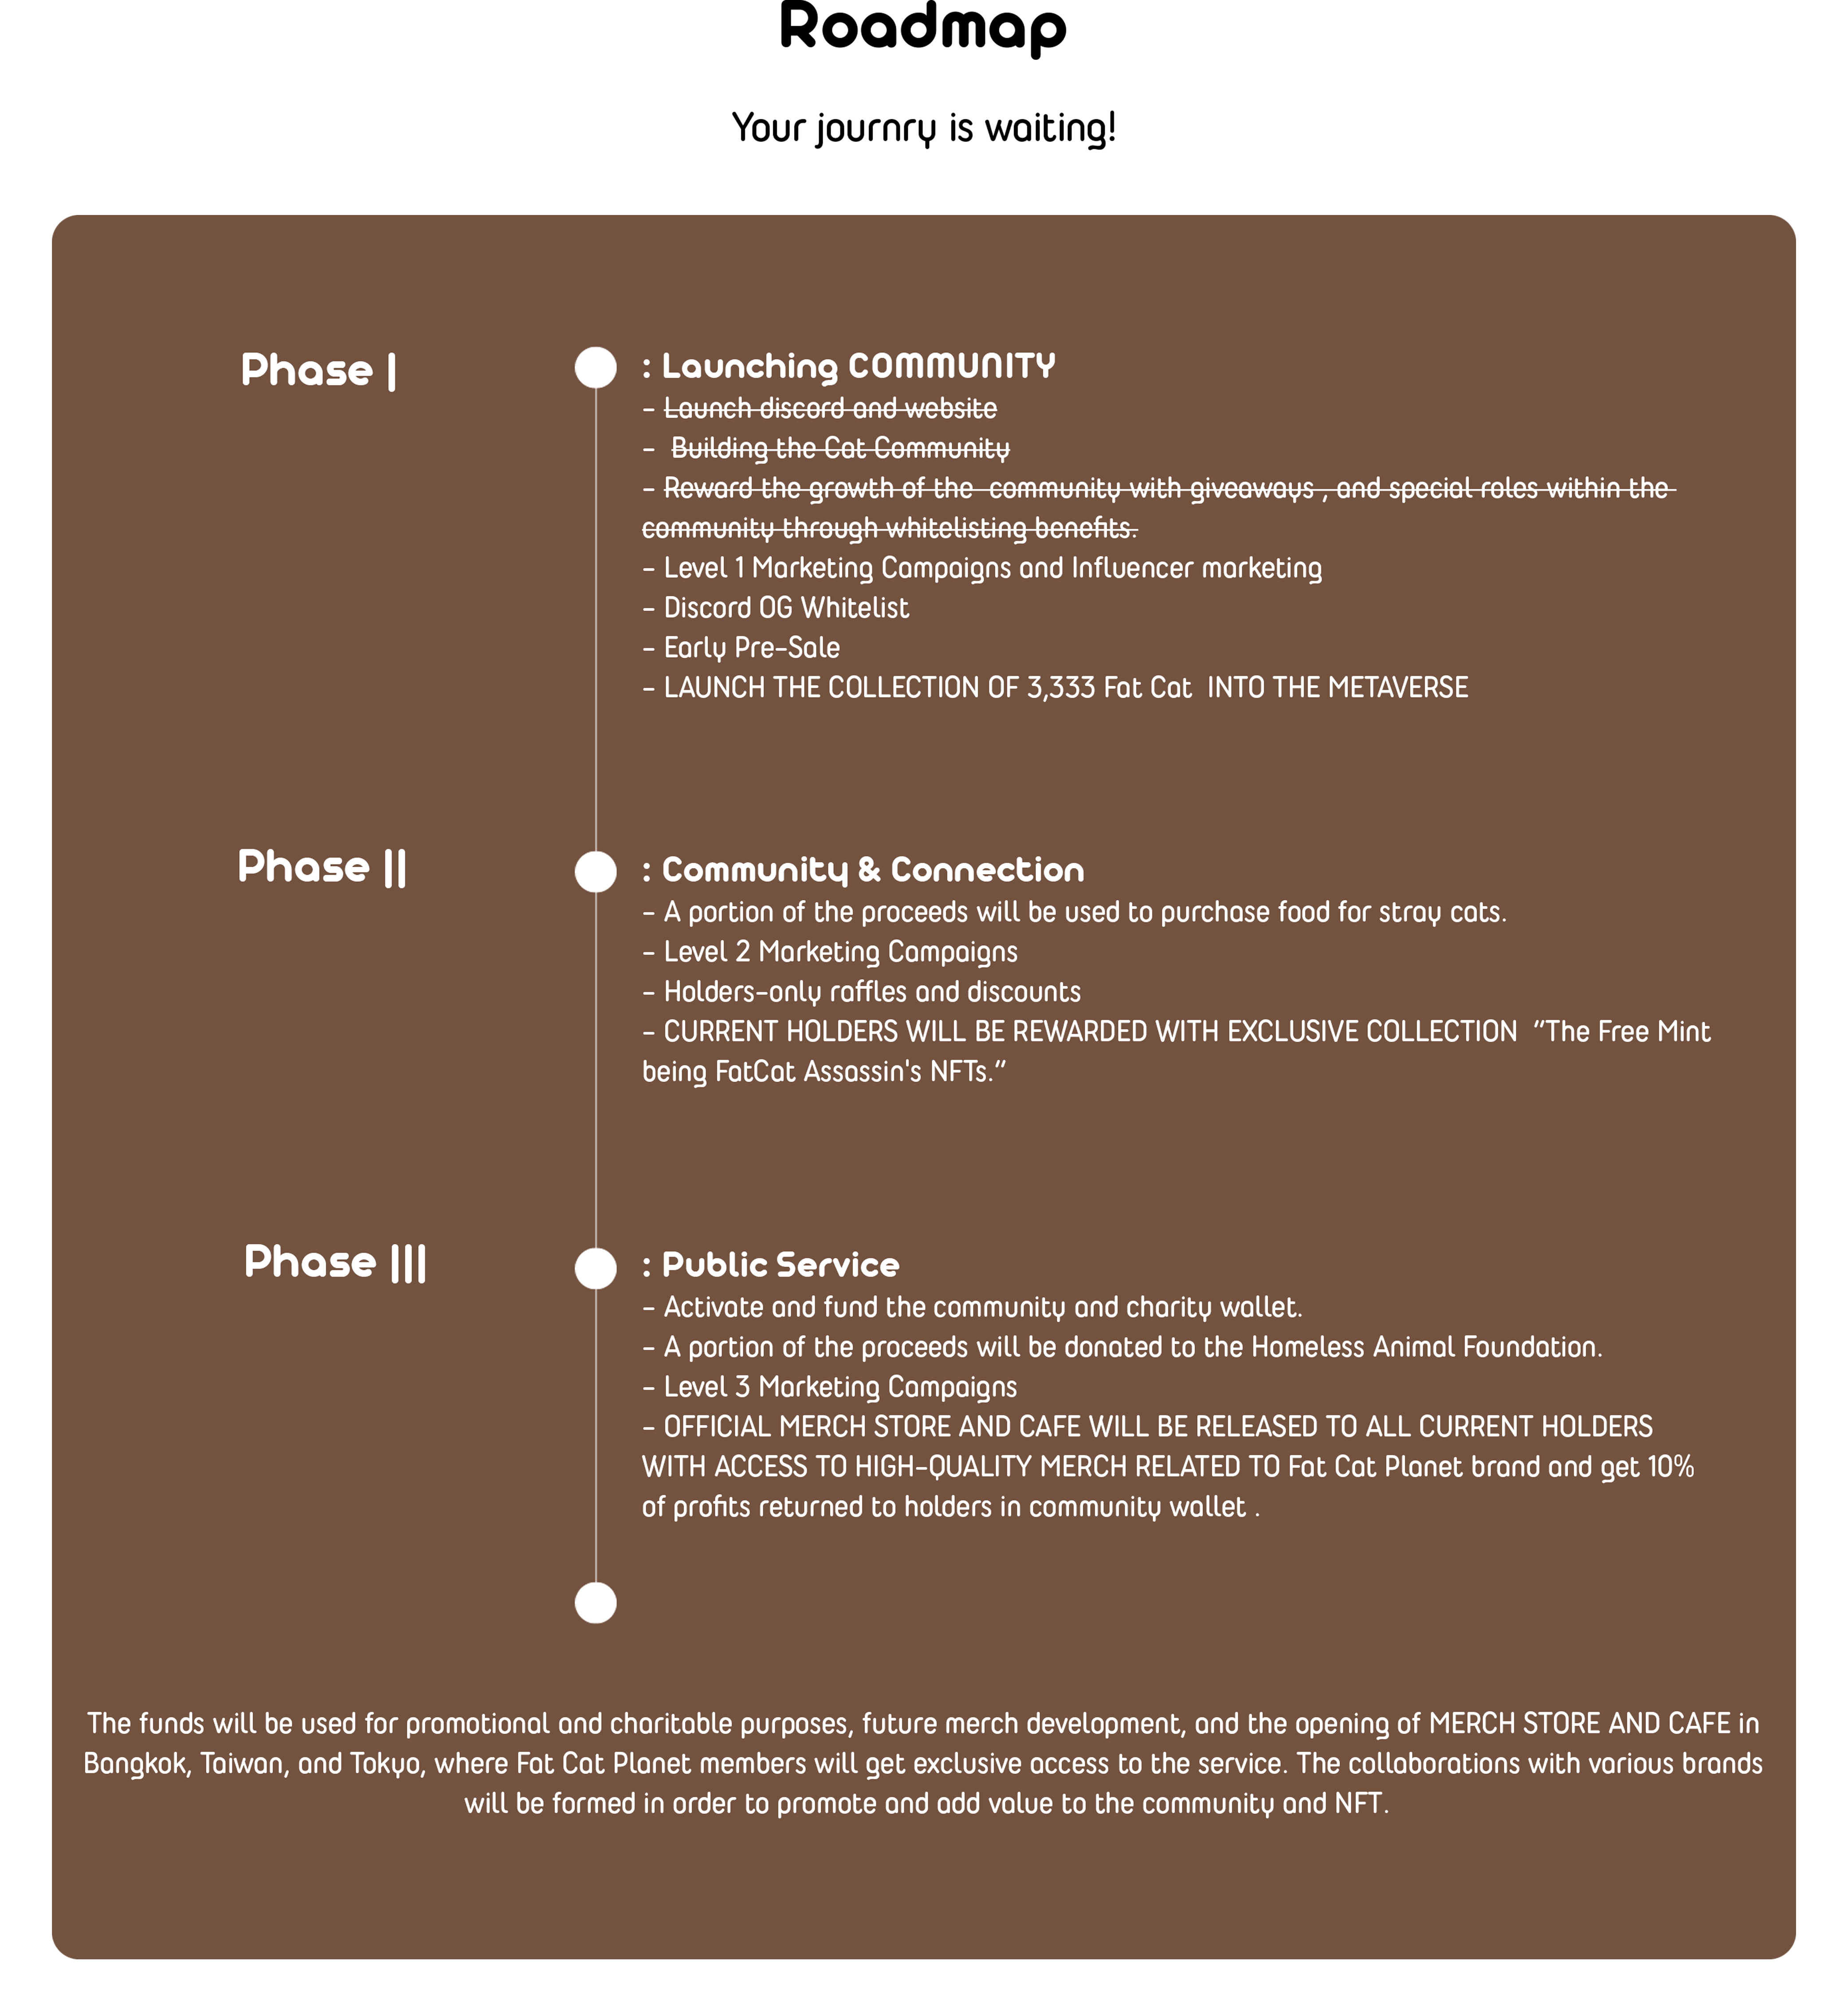 Roadmap
Your journry is waiting!
Phase I
: Launching COMMUNITY
- Launch discord and website
-  Building the Cat Community
- Reward the growth of the  community with giveaways , and special roles within the
community through whitelisting benefits.
- Level 1 Marketing Campaigns and Influencer marketing
- Discord OG Whitelist
- Early Pre-Sale
- LAUNCH THE COLLECTION OF 3,333 Fat Cat  INTO THE METAVERSE
Phase II
: Community & Connection
- A portion of the proceeds will be used to purchase food for stray cats.
- Level 2 Marketing Campaigns
- Holders-only raffles and discounts
- CURRENT HOLDERS WILL BE REWARDED WITH EXCLUSIVE COLLECTION  “The Free Mint
being FatCat Assassin's NFTs.”
Phase III
: Public Service
- Activate and fund the community and charity wallet.
- A portion of the proceeds will be donated to the Homeless Animal Foundation.
- Level 3 Marketing Campaigns
- OFFICIAL MERCH STORE AND CAFE WILL BE RELEASED TO ALL CURRENT HOLDERS
WITH ACCESS TO HIGH-QUALITY MERCH RELATED TO Fat Cat Planet brand and get 10%
of profits returned to holders in community wallet .
The funds will be used for promotional and charitable purposes, future merch development, and the opening of MERCH STORE AND CAFE in
Bangkok, Taiwan, and Tokyo, where Fat Cat Planet members will get exclusive access to the service. The collaborations with various brands
will be formed in order to promote and add value to the community and NFT.